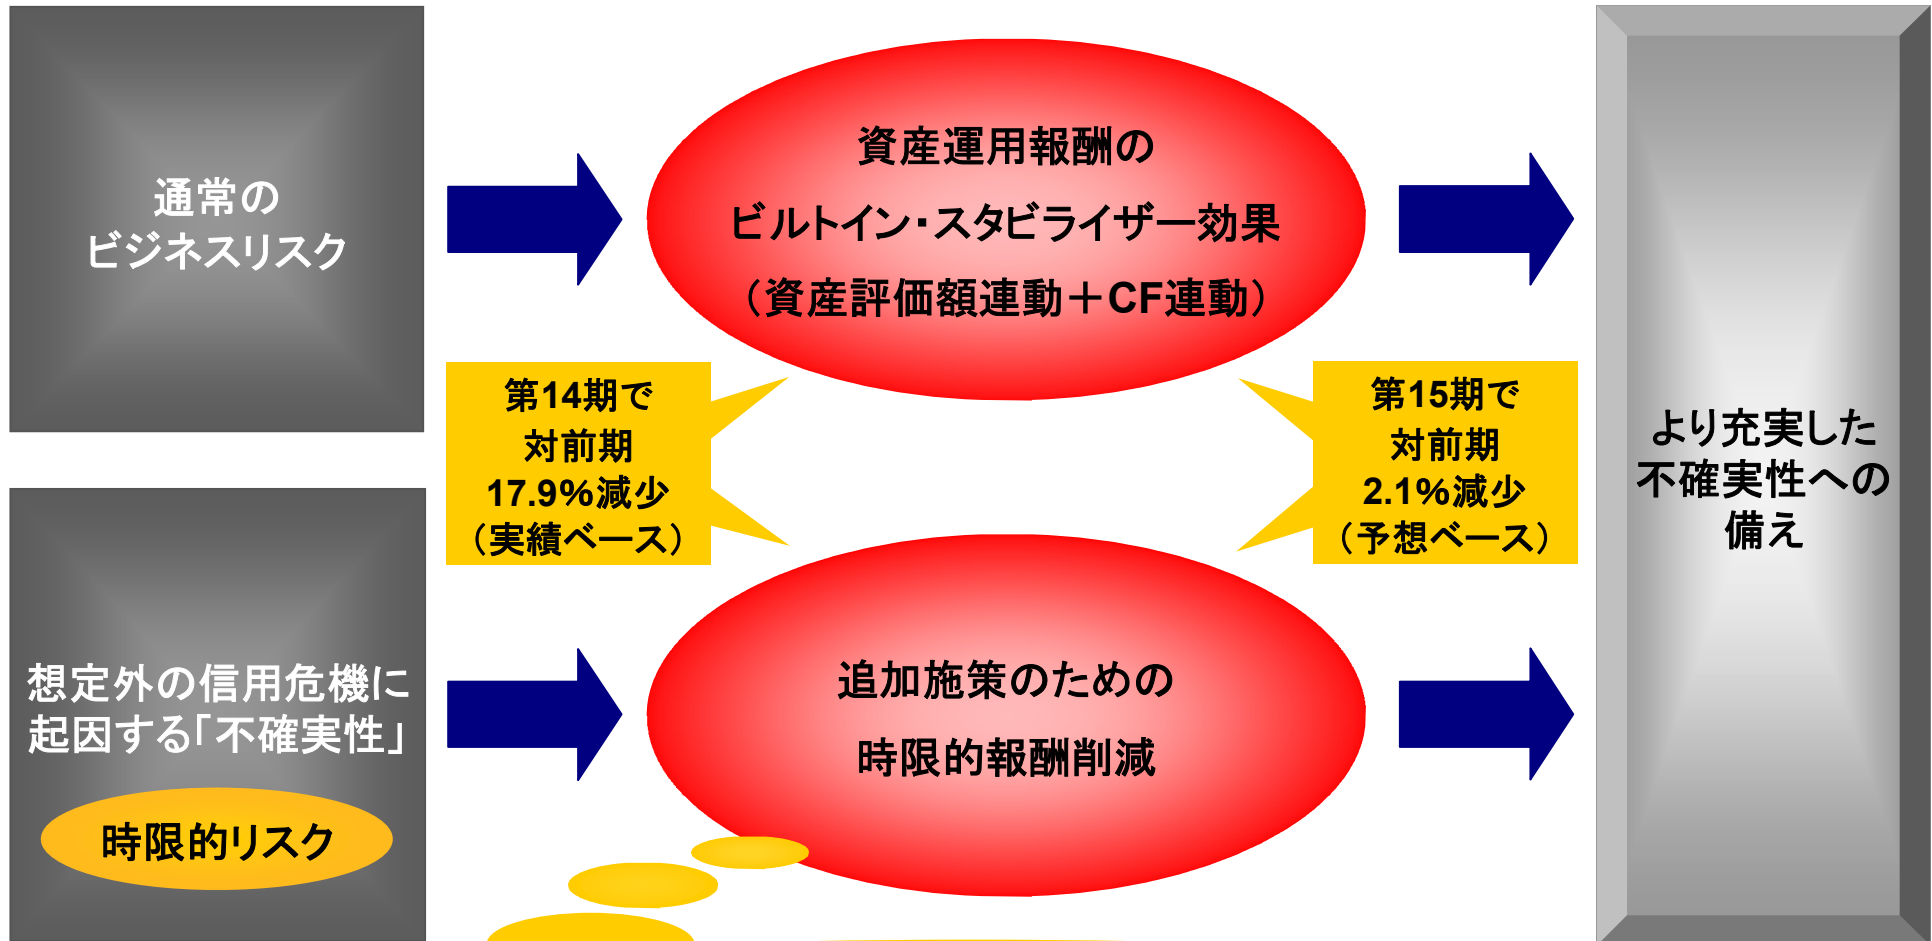 通常の
ビジネスリスク
資産運用報酬の
ビルトイン・スタビライザー効果
（資産評価額連動＋CF連動）
第14期で
対前期
17.9％減少
（実績ベース）
第15期で
対前期
2.1％減少
（予想ベース）
より充実した
不確実性への
備え
想定外の信用危機に
起因する「不確実性」
時限的リスク
追加施策のための
時限的報酬削減